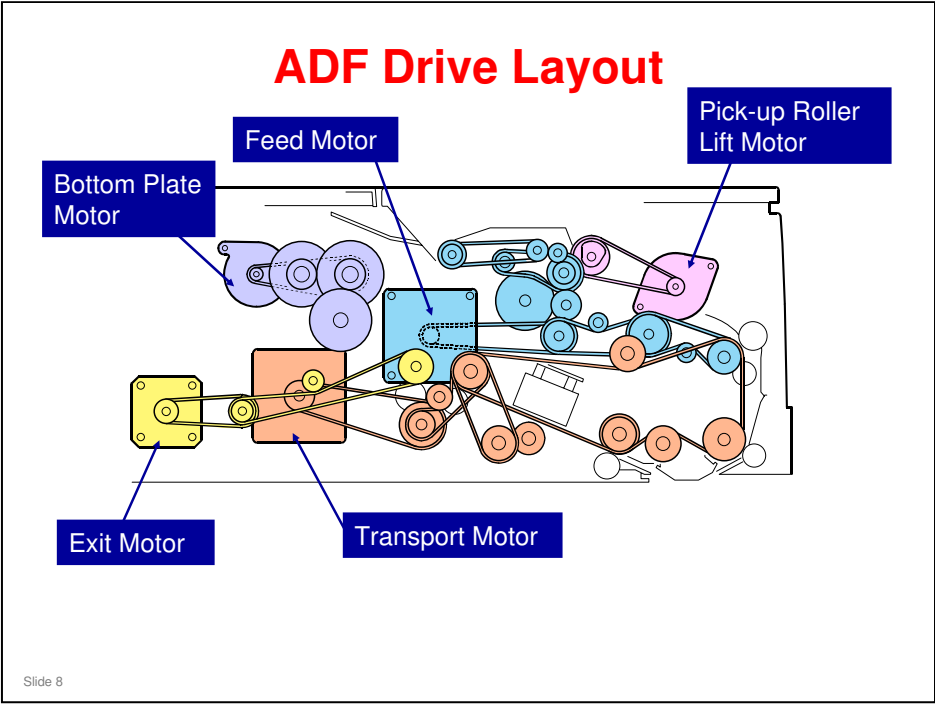 ADF Drive Layout
Pick-up Roller
Lift Motor
Feed Motor
Bottom Plate
Motor
Exit Motor
Transport Motor
Slide 8